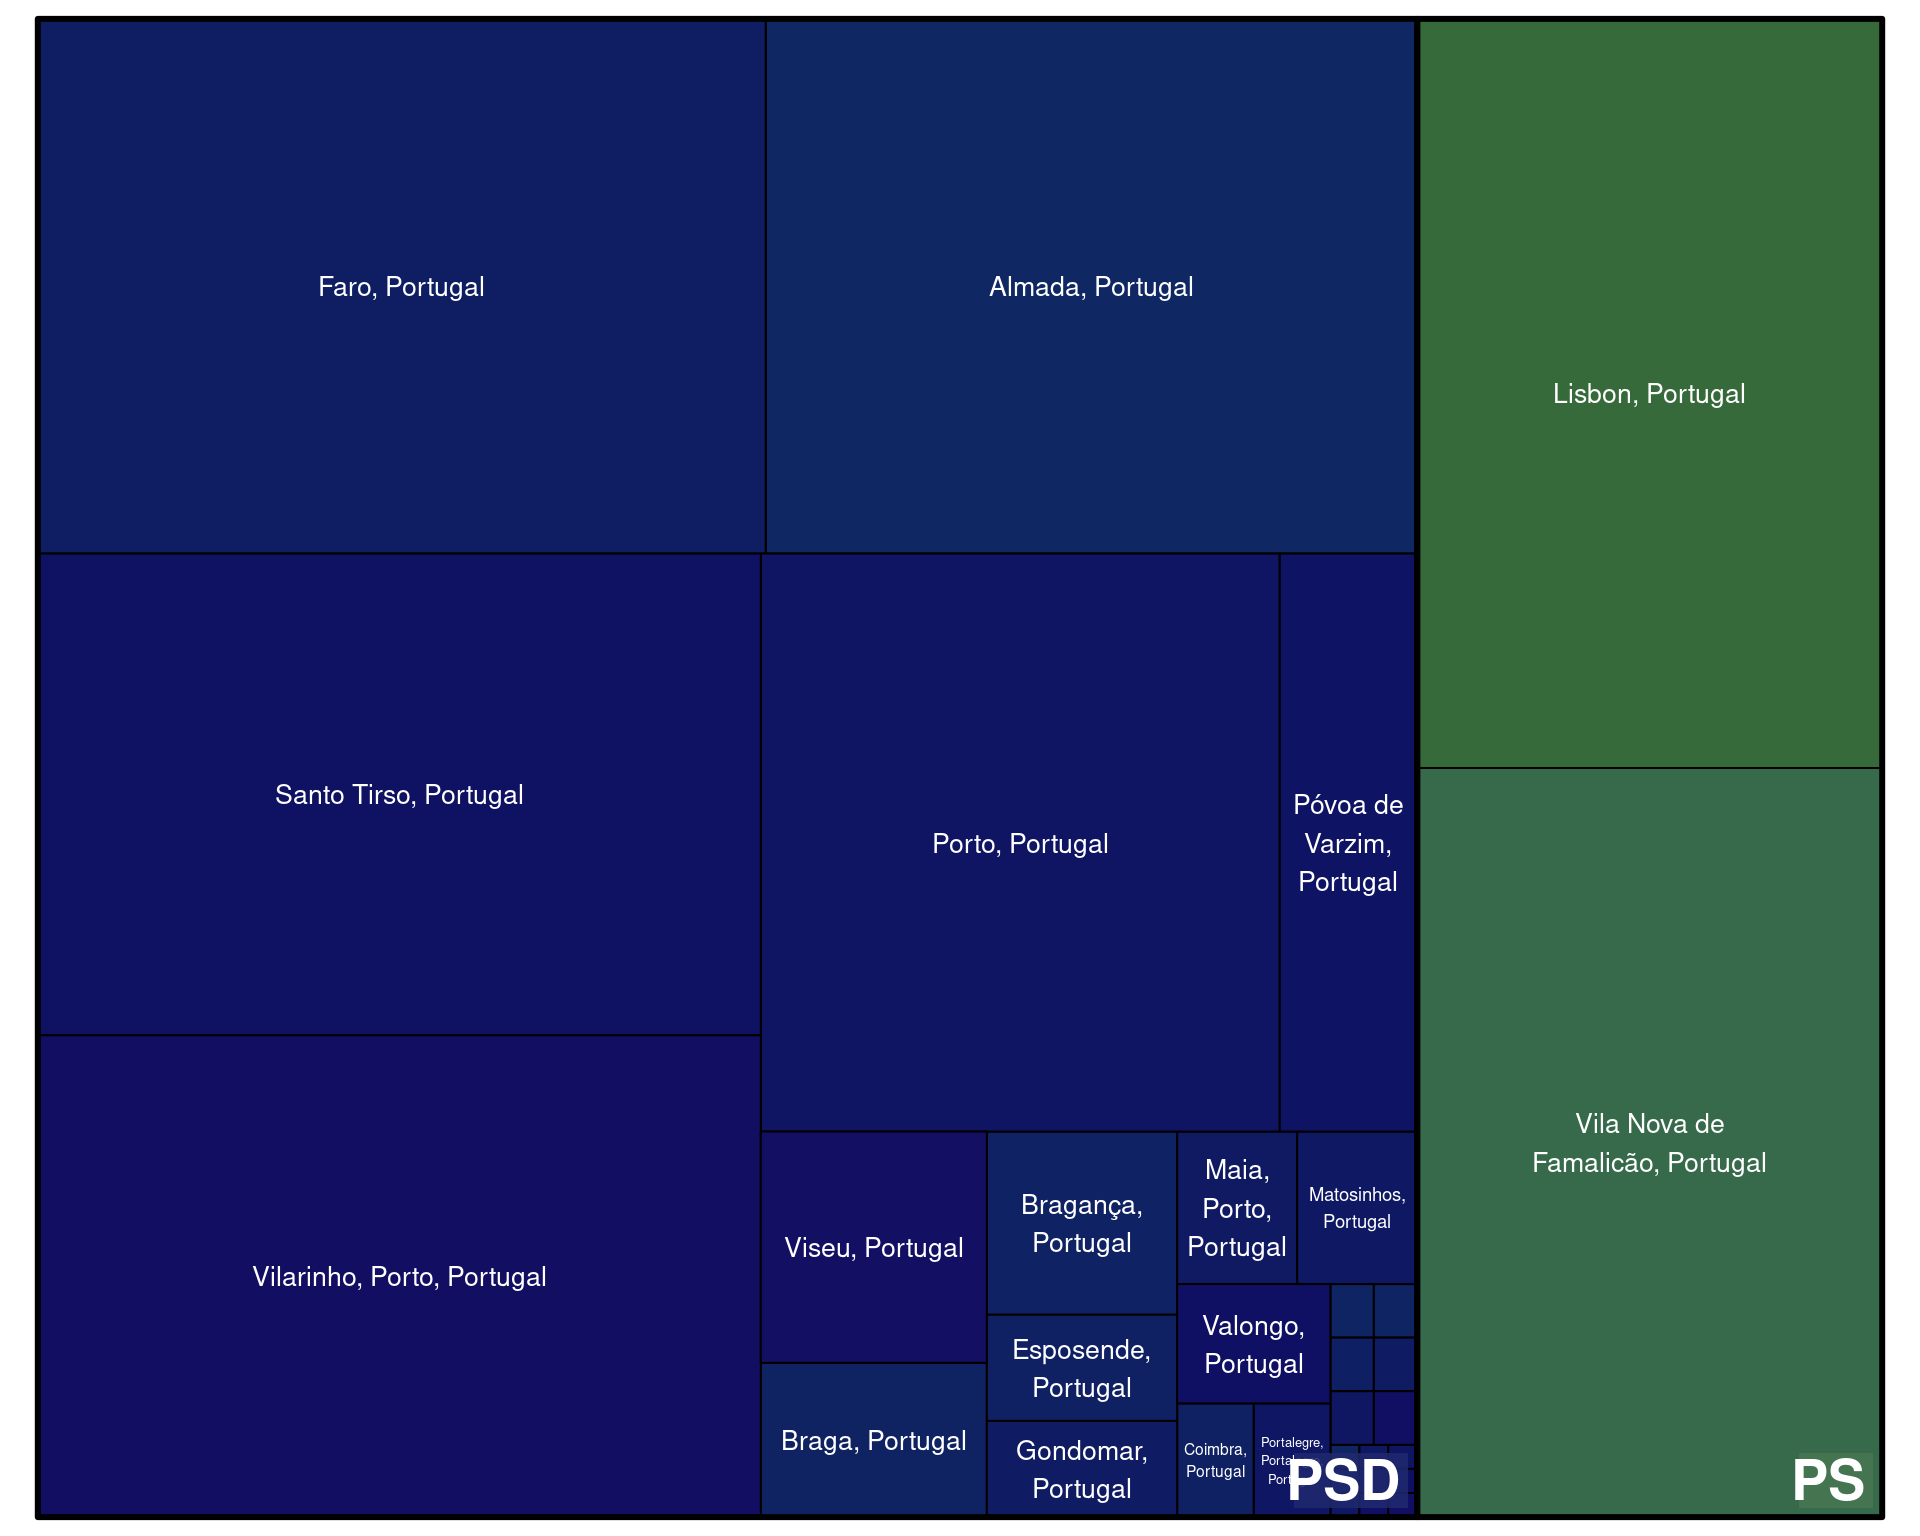 Faro, Portugal
Almada, Portugal
Lisbon, Portugal
Santo Tirso, Portugal
Porto, Portugal
Póvoa de
Varzim,
Portugal
Vila Nova de
Famalicão, Portugal
Vilarinho, Porto, Portugal
Viseu, Portugal
Bragança,
Portugal
Maia,
Porto,
Portugal
Matosinhos,
Portugal
Esposende,
Portugal
Valongo,
Portugal
Braga, Portugal
Gondomar,
Portugal
Coimbra,
Portugal
Portalegre,
PSD
PS